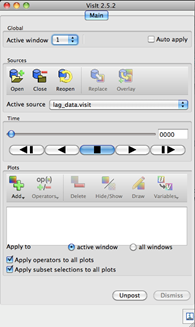 VisIt 2.5.2
Main
Global
Active window 1 Auto apply
Sources
Open Close Reopen Replace Overlay
Active source lag_data.visit
Time
0000
Plots
Add Operators Delete Hide/Show Draw Variables
Apply to active window all windows
Apply operators to all plots
Apply subset selections to all plots
Unpost Dismiss